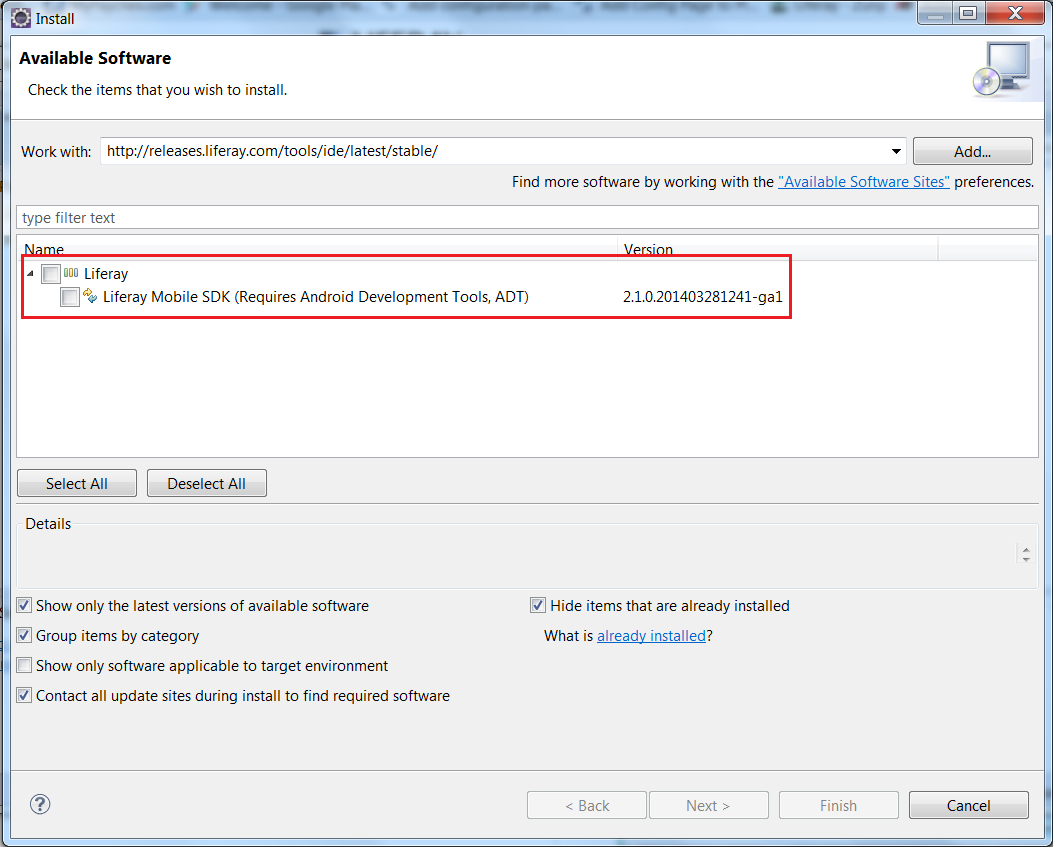 Install
Available Software
Check the items that you wish to install.
Work with: http://releases.liferay.com/tools/ide/latest/stable/ Add...
Find more software by working with the "Available Software Sites" preferences.
type filter text
Name Version
Liferay
Liferay Mobile SDK (Requires Android Development Tools, ADT) 2.1.0.201403281241-ga1
Select All Deselect All
Details
Show only the latest versions of available software Hide items that are already installed
Group items by category What is already installed?
Show only software applicable to target environment
Contact all update sites during install to find required software
? < Back Next > Finish Cancel